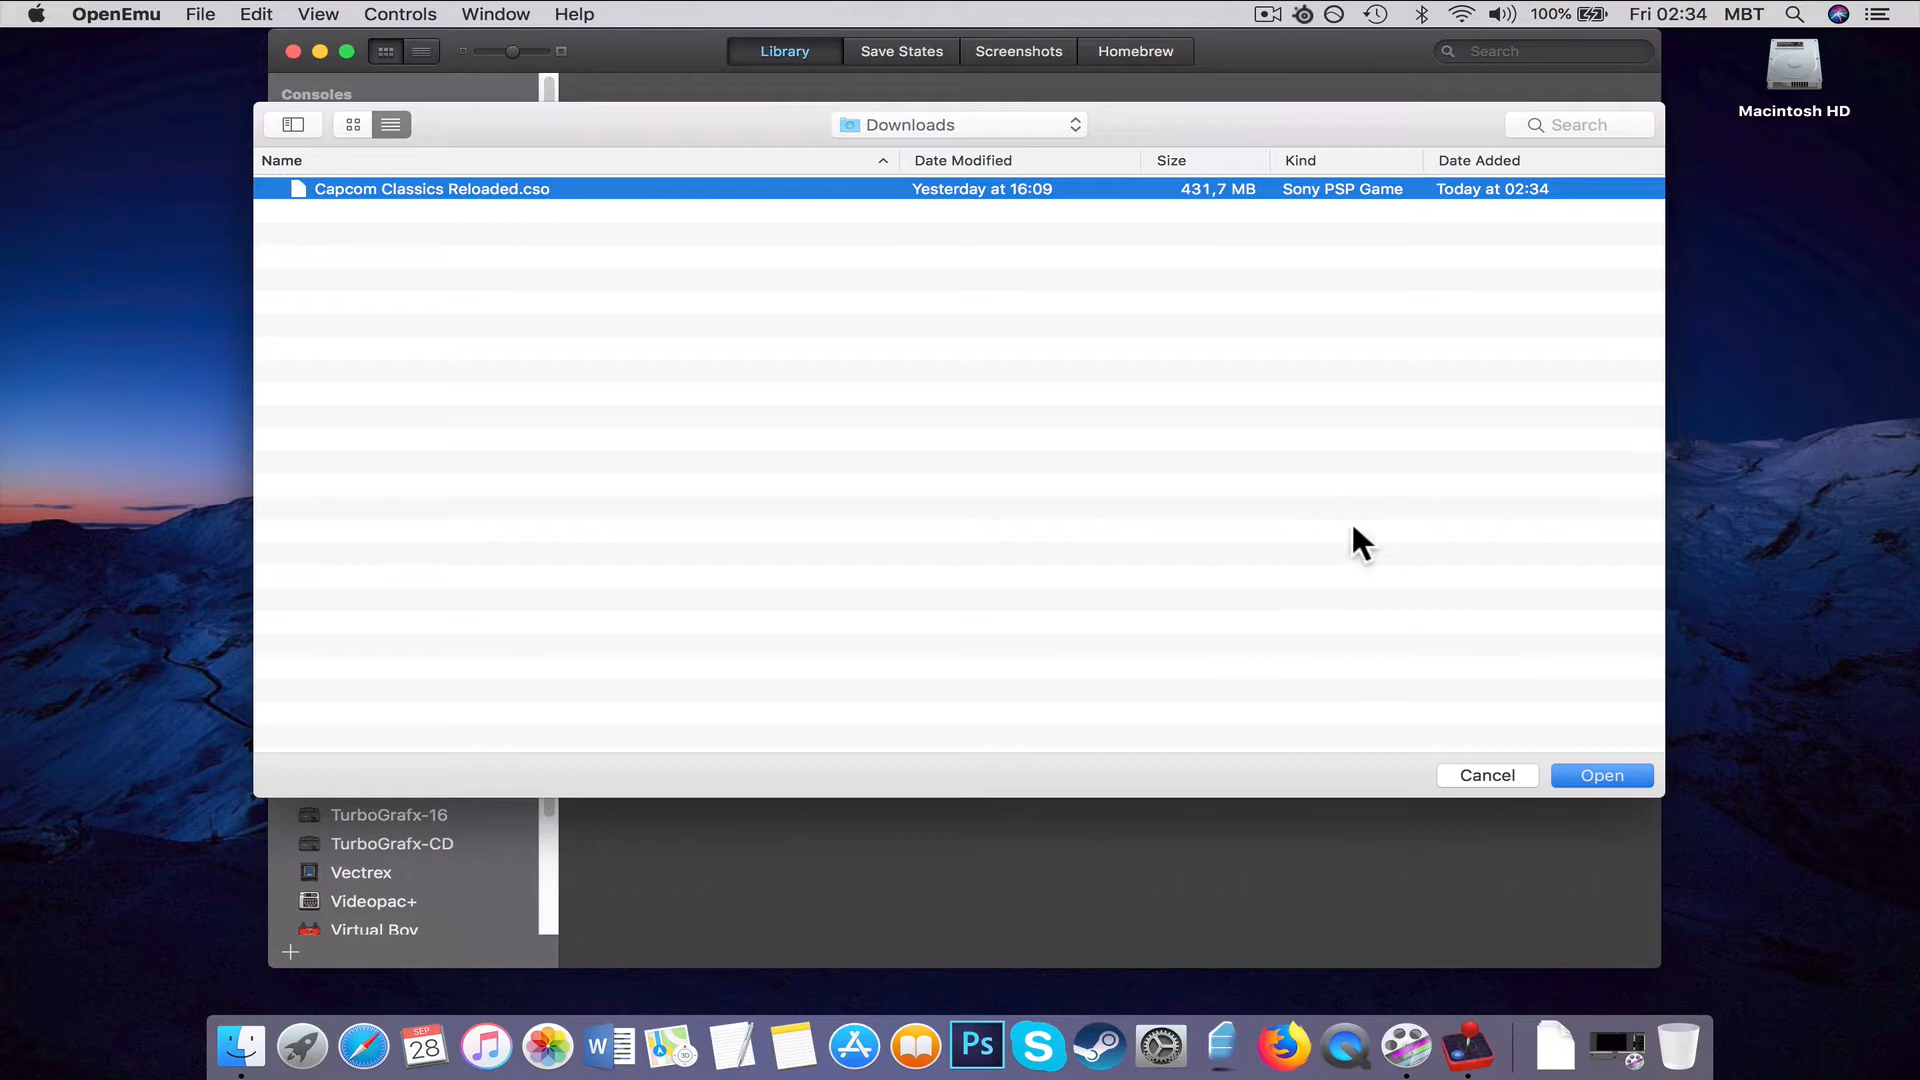 OpenEmu File Edit View Controls Window Help 100% Fri 02:34 MBT
Library Save States Screenshots Homebrew Search
Consoles
Macintosh HD
Downloads Search
Name Date Modified Size Kind Date Added
Capcom Classics Reloaded.cso Yesterday at 16:09 431,7 MB Sony PSP Game Today at 02:34
Cancel Open
TurboGrafx-16
TurboGrafx-CD
Vectrex
Videopac+
Virtual Boy
SEP
28
W
3D
Ps
S